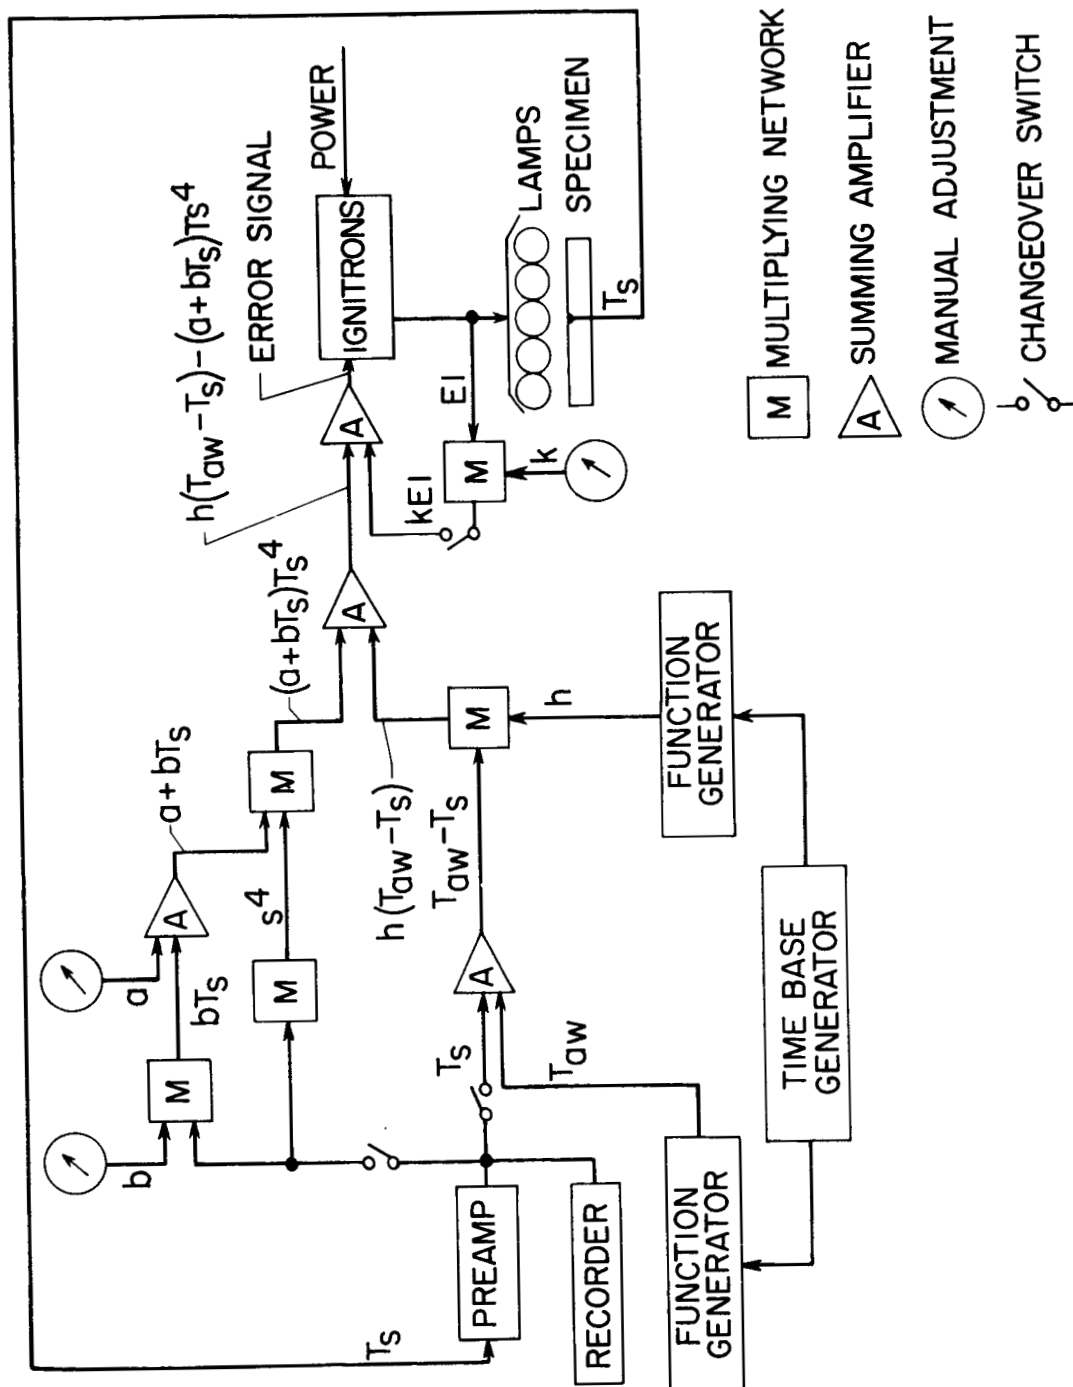 POWER
ERROR SIGNAL
h(Taw−Ts)−(a+bTs)Ts⁴
IGNITRONS
A
LAMPS
SPECIMEN
Ts
EI
M
k
kEI
(a+bTs)Ts⁴
A
a+bTs
M
h(Taw−Ts)
M
h
FUNCTION
GENERATOR
a
A
bTs
s⁴
M
Taw−Ts
A
Ts
Taw
b
M
TIME BASE
GENERATOR
Ts
PREAMP
RECORDER
FUNCTION
GENERATOR
M MULTIPLYING NETWORK
A SUMMING AMPLIFIER
MANUAL ADJUSTMENT
CHANGEOVER SWITCH